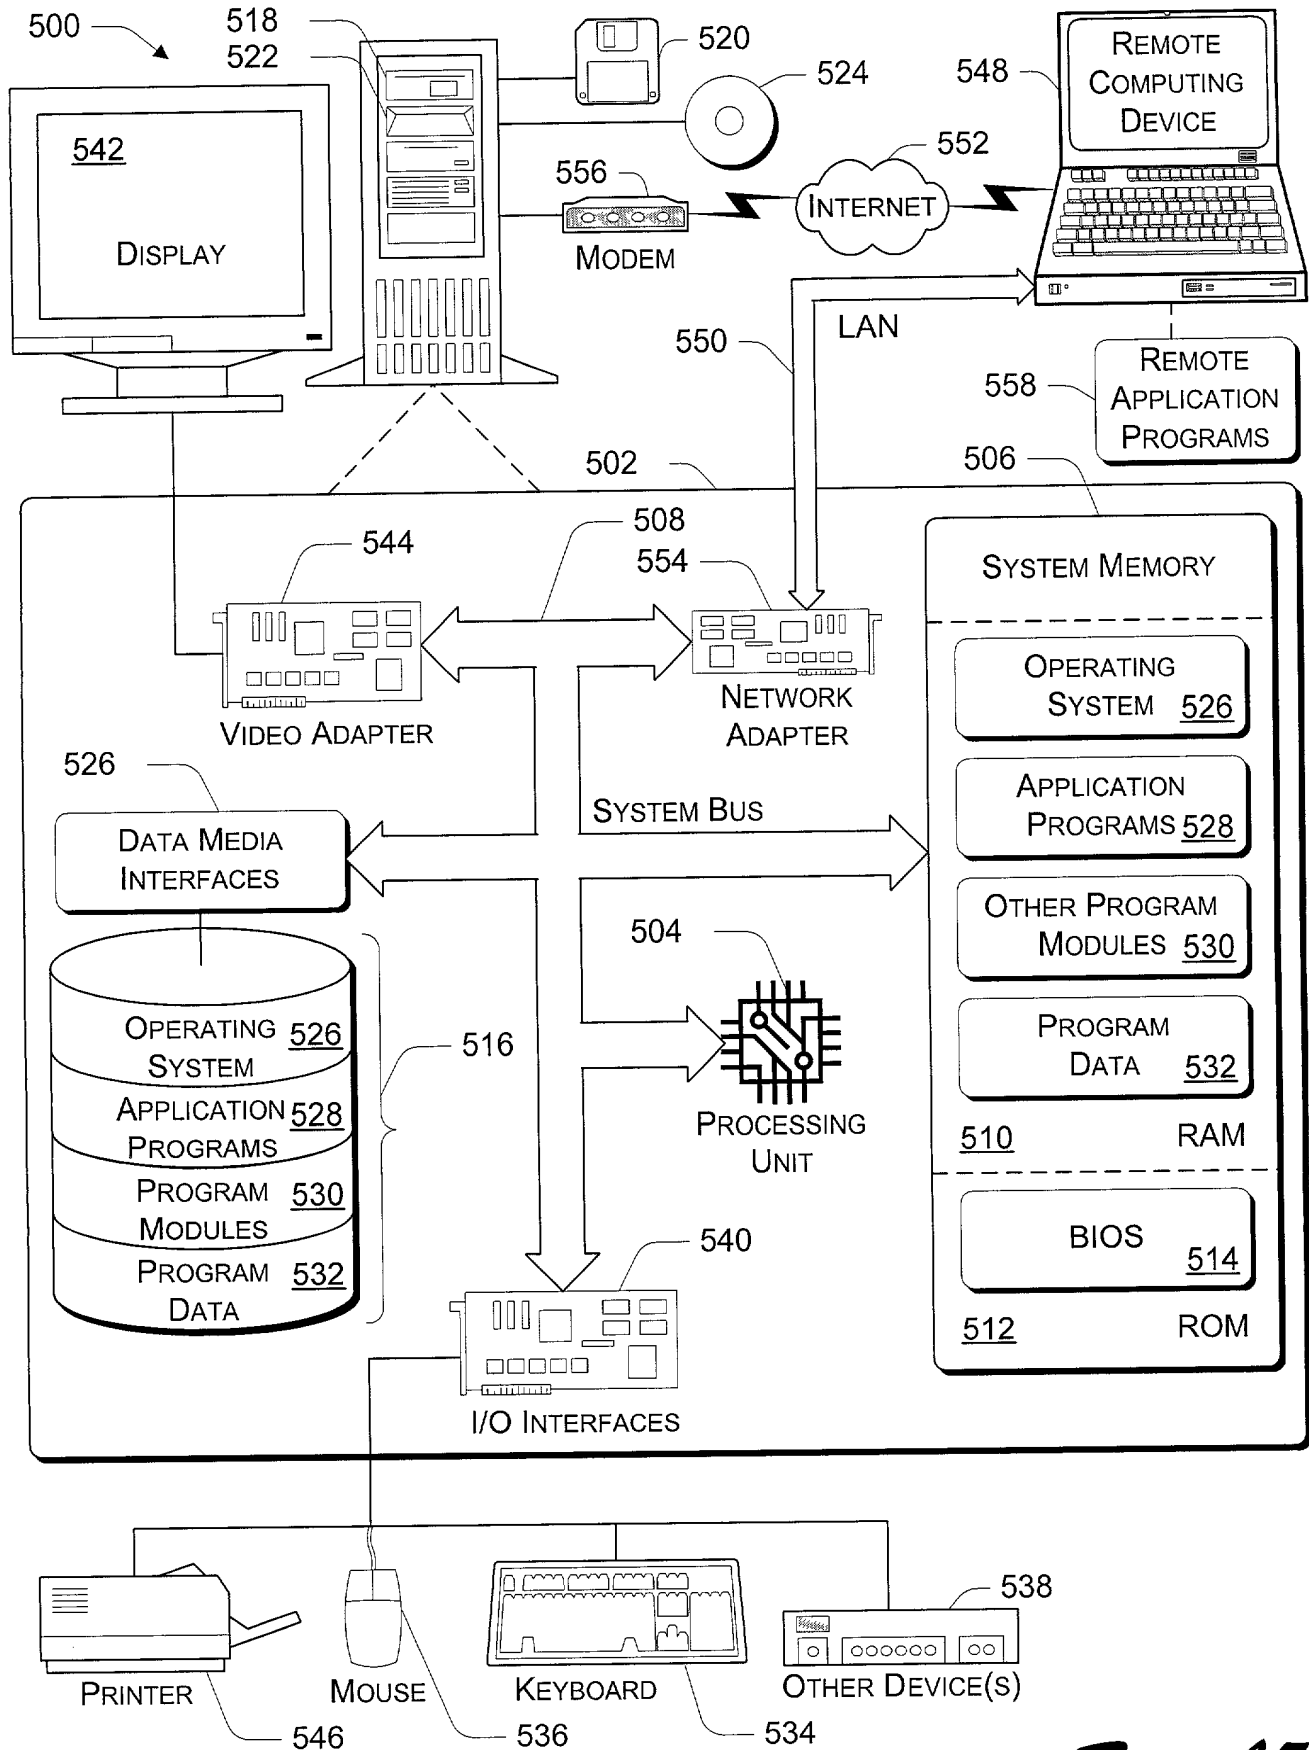 500
518
522
520
524
548
REMOTE
COMPUTING
DEVICE
542
DISPLAY
556
MODEM
552
INTERNET
550
LAN
558
REMOTE
APPLICATION
PROGRAMS
502
506
544
508
554
VIDEO ADAPTER
NETWORK
ADAPTER
SYSTEM MEMORY
OPERATING
SYSTEM 526
APPLICATION
PROGRAMS 528
OTHER PROGRAM
MODULES 530
PROGRAM
DATA 532
510 RAM
BIOS 514
512 ROM
526
DATA MEDIA
INTERFACES
SYSTEM BUS
504
PROCESSING
UNIT
OPERATING
SYSTEM 526
APPLICATION
PROGRAMS 528
PROGRAM
MODULES 530
PROGRAM
DATA 532
516
540
I/O INTERFACES
PRINTER
546
MOUSE
536
KEYBOARD
534
538
OTHER DEVICE(S)